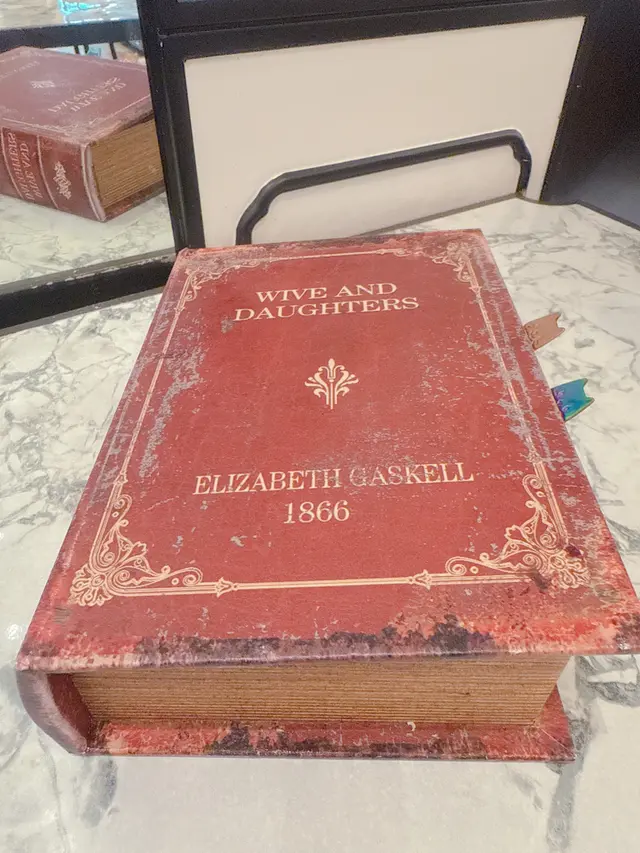 WIVE AND
DAUGHTERS
ELIZABETH GASKELL
1866